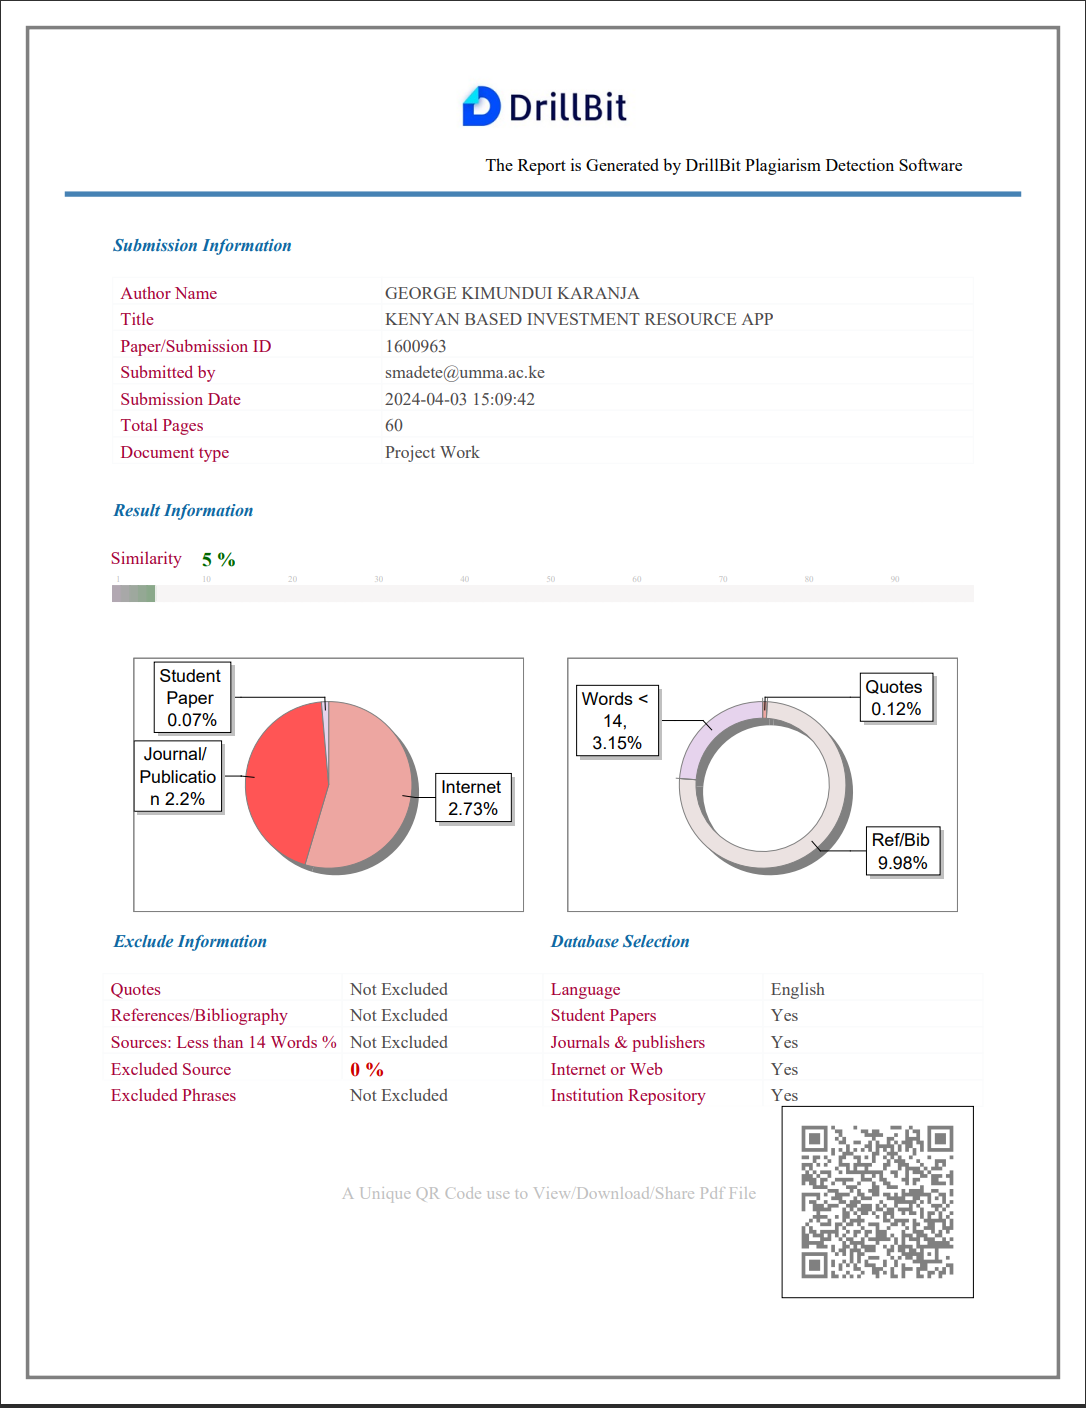 DrillBit
The Report is Generated by DrillBit Plagiarism Detection Software
Submission Information
Author Name GEORGE KIMUNDUI KARANJA
Title KENYAN BASED INVESTMENT RESOURCE APP
Paper/Submission ID 1600963
Submitted by smadete@umma.ac.ke
Submission Date 2024-04-03 15:09:42
Total Pages 60
Document type Project Work
Result Information
Similarity 5 %
1 10 20 30 40 50 60 70 80 90
Student
Paper
0.07%
Journal/
Publicatio
n 2.2%
Internet
2.73%
Words <
14,
3.15%
Quotes
0.12%
Ref/Bib
9.98%
Exclude Information
Quotes Not Excluded
References/Bibliography Not Excluded
Sources: Less than 14 Words % Not Excluded
Excluded Source 0 %
Excluded Phrases Not Excluded
Database Selection
Language English
Student Papers Yes
Journals & publishers Yes
Internet or Web Yes
Institution Repository Yes
A Unique QR Code use to View/Download/Share Pdf File